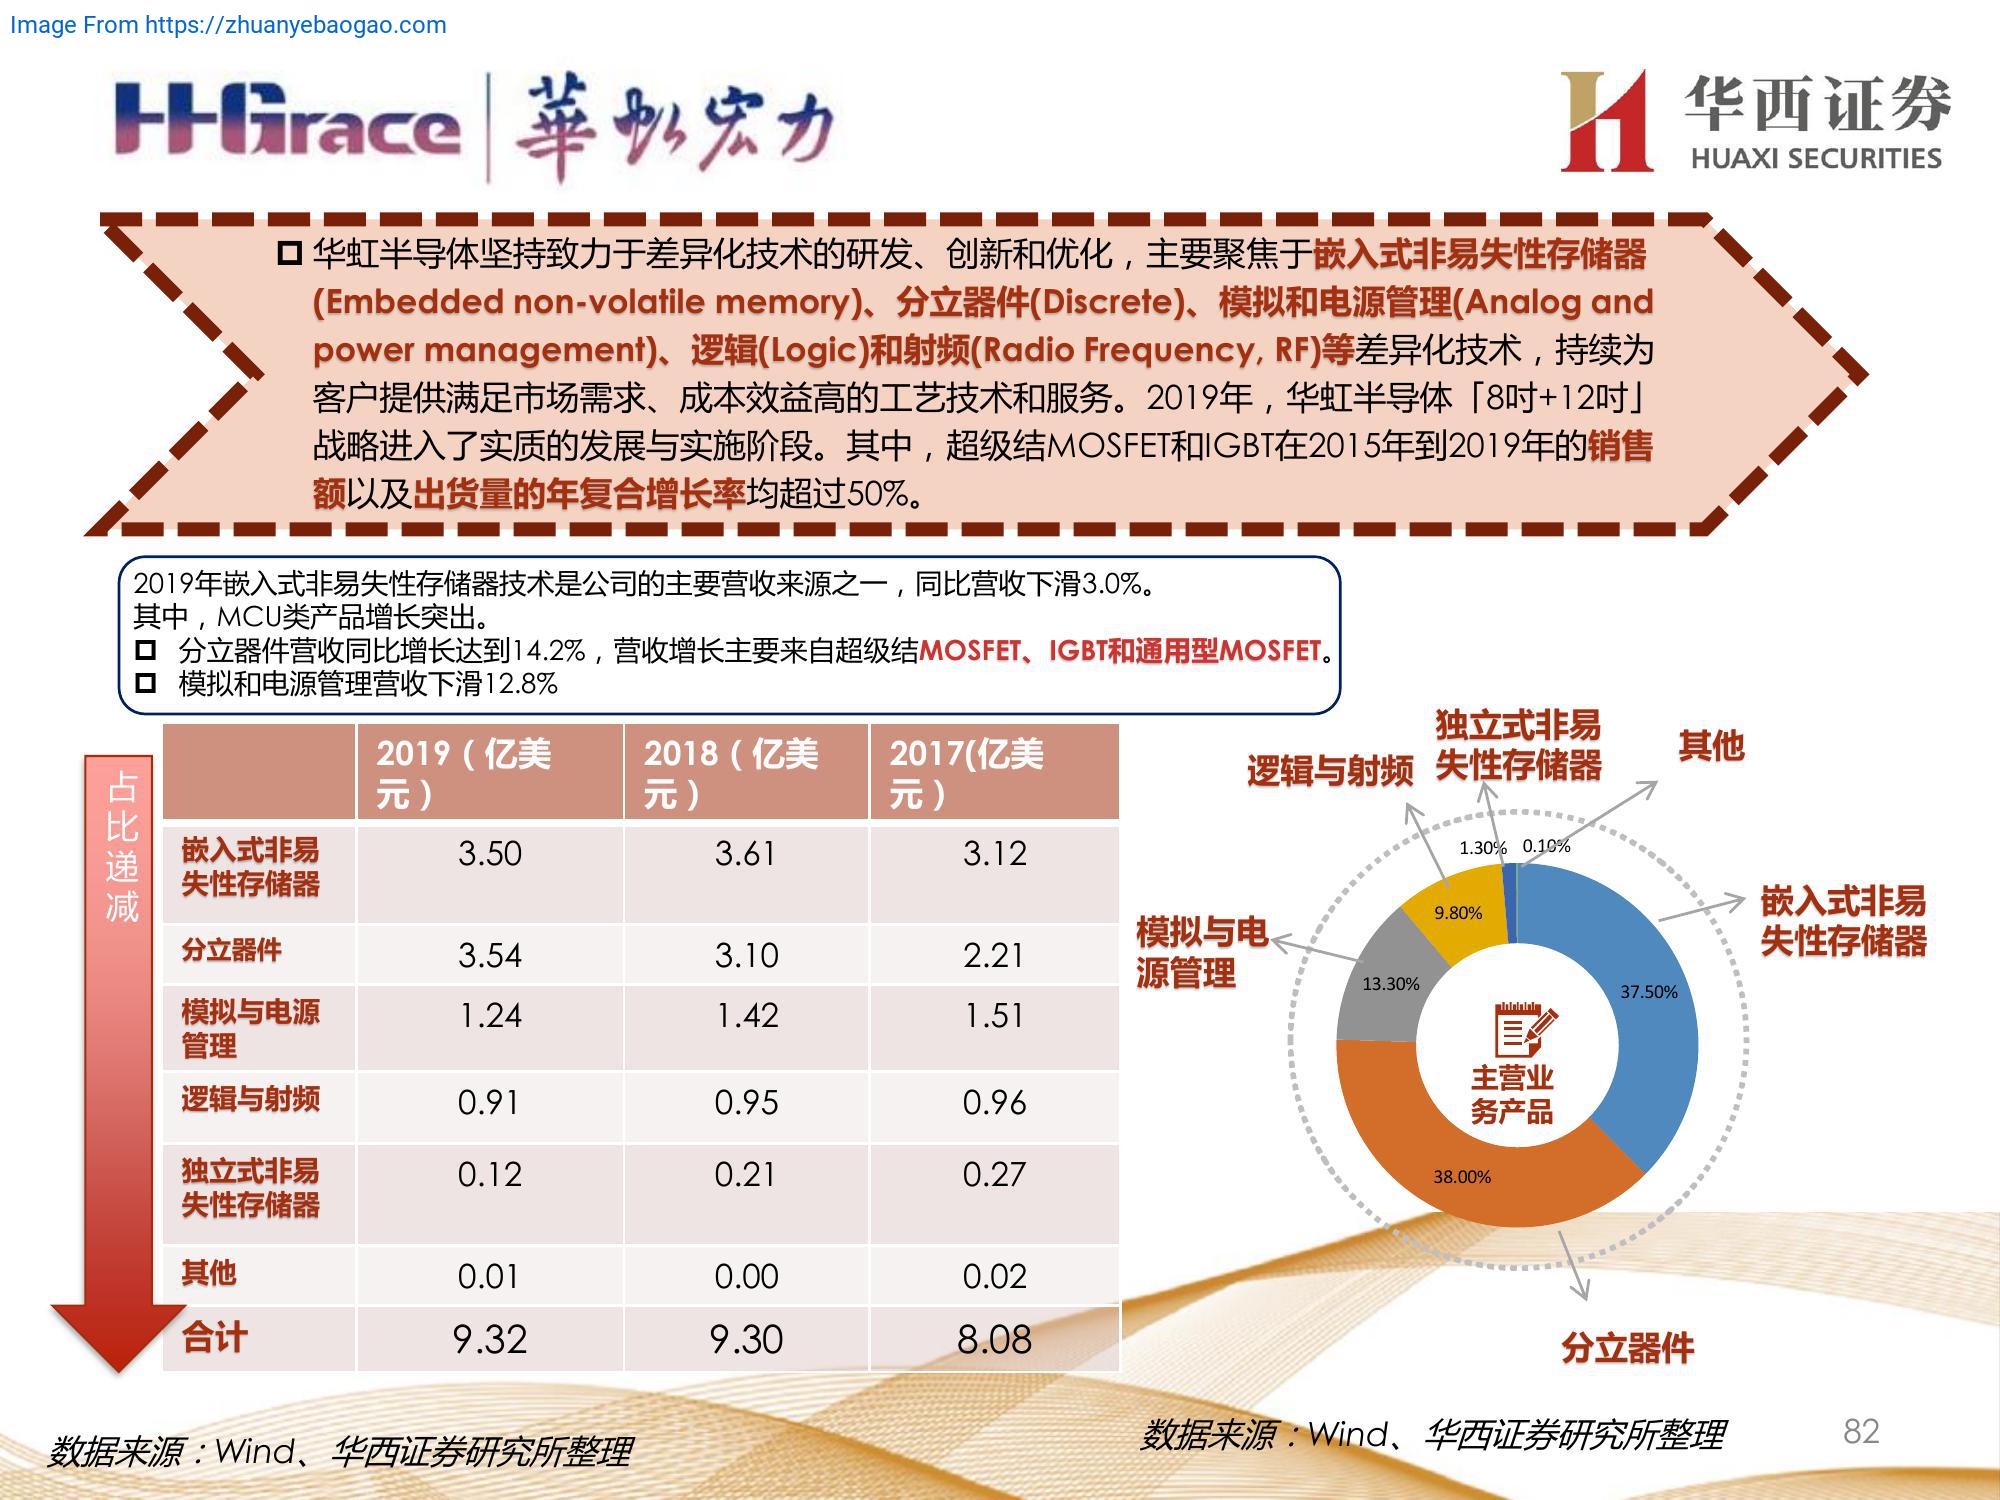 Image From https://zhuanyebaogao.com
HHGrace 華虹宏力
华西证券
HUAXI SECURITIES
华虹半导体坚持致力于差异化技术的研发、创新和优化，主要聚焦于嵌入式非易失性存储器
(Embedded non-volatile memory)、分立器件(Discrete)、模拟和电源管理(Analog and
power management)、逻辑(Logic)和射频(Radio Frequency, RF)等差异化技术，持续为
客户提供满足市场需求、成本效益高的工艺技术和服务。2019年，华虹半导体「8吋+12吋」
战略进入了实质的发展与实施阶段。其中，超级结MOSFET和IGBT在2015年到2019年的销售
额以及出货量的年复合增长率均超过50%。
2019年嵌入式非易失性存储器技术是公司的主要营收来源之一，同比营收下滑3.0%。
其中，MCU类产品增长突出。
分立器件营收同比增长达到14.2%，营收增长主要来自超级结MOSFET、IGBT和通用型MOSFET。
模拟和电源管理营收下滑12.8%
占比递减
2019（亿美元） 2018（亿美元） 2017(亿美元）
嵌入式非易失性存储器 3.50 3.61 3.12
分立器件 3.54 3.10 2.21
模拟与电源管理 1.24 1.42 1.51
逻辑与射频 0.91 0.95 0.96
独立式非易失性存储器 0.12 0.21 0.27
其他 0.01 0.00 0.02
合计 9.32 9.30 8.08
独立式非易
失性存储器
逻辑与射频
其他
1.30%
0.10%
嵌入式非易
失性存储器
模拟与电
源管理
9.80%
13.30%
37.50%
主营业
务产品
38.00%
分立器件
数据来源：Wind、华西证券研究所整理
数据来源：Wind、华西证券研究所整理
82